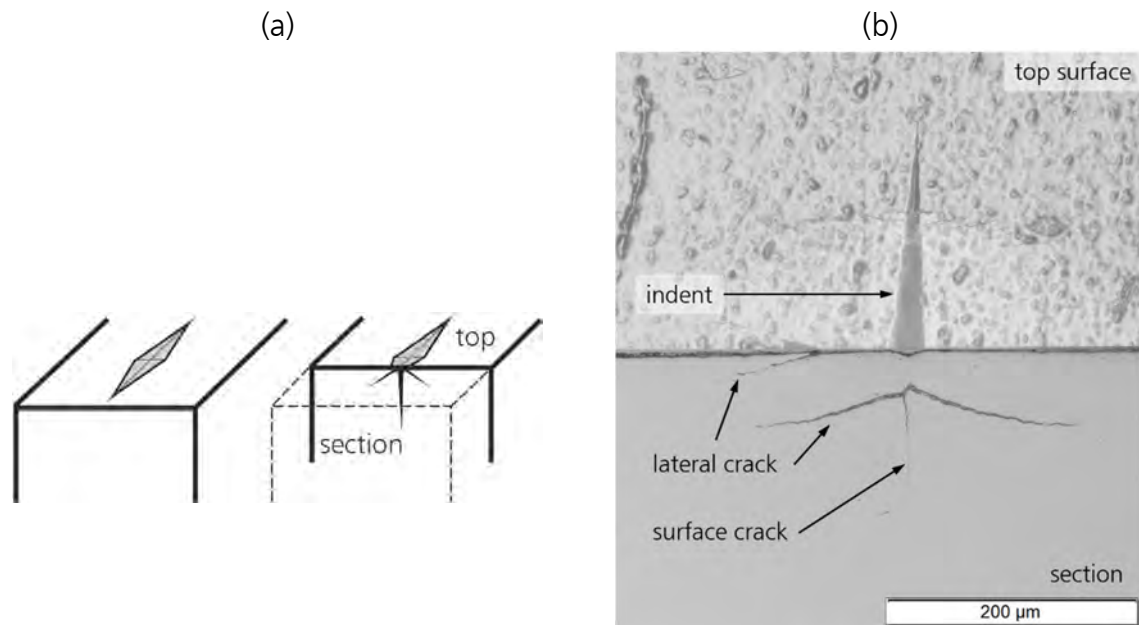 (a)
(b)
top surface
top
indent
section
lateral crack
surface crack
section
200 µm